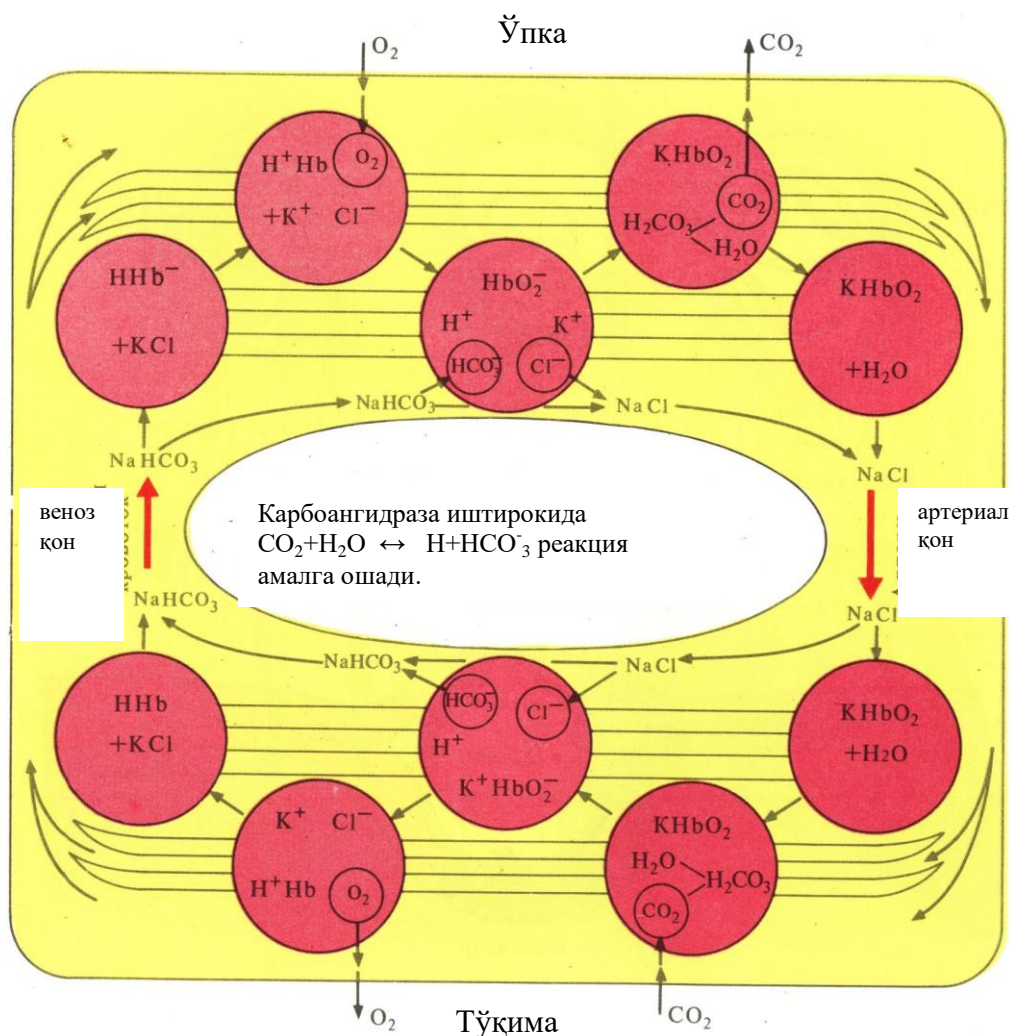 Ўпка
O₂
CO₂
H⁺Hb
O₂
+K⁺ Cl⁻
KHbO₂
CO₂
H₂CO₃
H₂O
HHb⁻
+KCl
HbO₂⁻
H⁺
K⁺
HCO₃⁻
Cl⁻
KHbO₂
+H₂O
NaHCO₃
NaCl
NaHCO₃
NaCl
веноз
қон
Карбоангидраза иштирокида
CO₂+H₂O ↔ H+HCO⁻₃ реакция
амалга ошади.
артериал
қон
NaHCO₃
NaCl
NaHCO₃
NaCl
HHb
+KCl
HCO₃⁻
Cl⁻
H⁺
K⁺HbO₂⁻
KHbO₂
+H2O
K⁺ Cl⁻
H⁺Hb
O₂
KHbO₂
H₂O
H₂CO₃
CO₂
O₂
Тўқима
CO₂